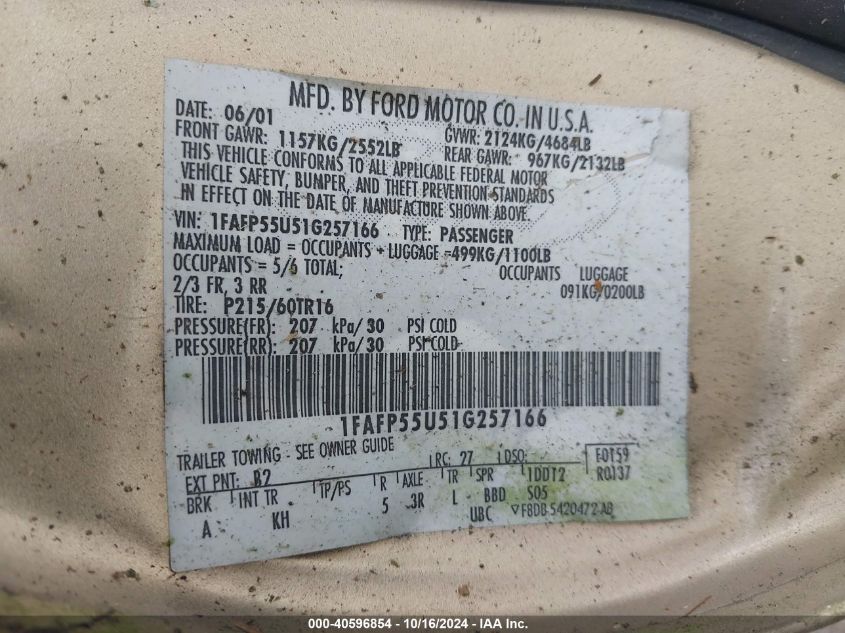 MFD. BY FORD MOTOR CO. IN U.S.A.
DATE: 06/01 GVWR: 2124KG/4684LB
FRONT GAWR: 1157KG/2552LB REAR GAWR: 967KG/2132LB
THIS VEHICLE CONFORMS TO ALL APPLICABLE FEDERAL MOTOR
VEHICLE SAFETY, BUMPER, AND THEFT PREVENTION STANDARDS
IN EFFECT ON THE DATE OF MANUFACTURE SHOWN ABOVE.
VIN: 1FAFP55U51G257166 TYPE: PASSENGER
MAXIMUM LOAD = OCCUPANTS + LUGGAGE =499KG/1100LB
OCCUPANTS = 5/6 TOTAL; OCCUPANTS LUGGAGE
2/3 FR, 3 RR 091KG/0200LB
TIRE: P215/60TR16
PRESSURE(FR): 207 kPa/ 30 PSI COLD
PRESSURE(RR): 207 kPa/ 30 PSI COLD
1FAFP55U51G257166
TRAILER TOWING - SEE OWNER GUIDE
EXT PNT: B2 RC: 27 DSO: E0159
BRK INT TR TP/PS R AXLE TR SPR 1DDT2 R0137
A KH 5 3R L BBD S05
UBC VF8DB-5420472-AB
000-40596854 - 10/16/2024 - IAA Inc.